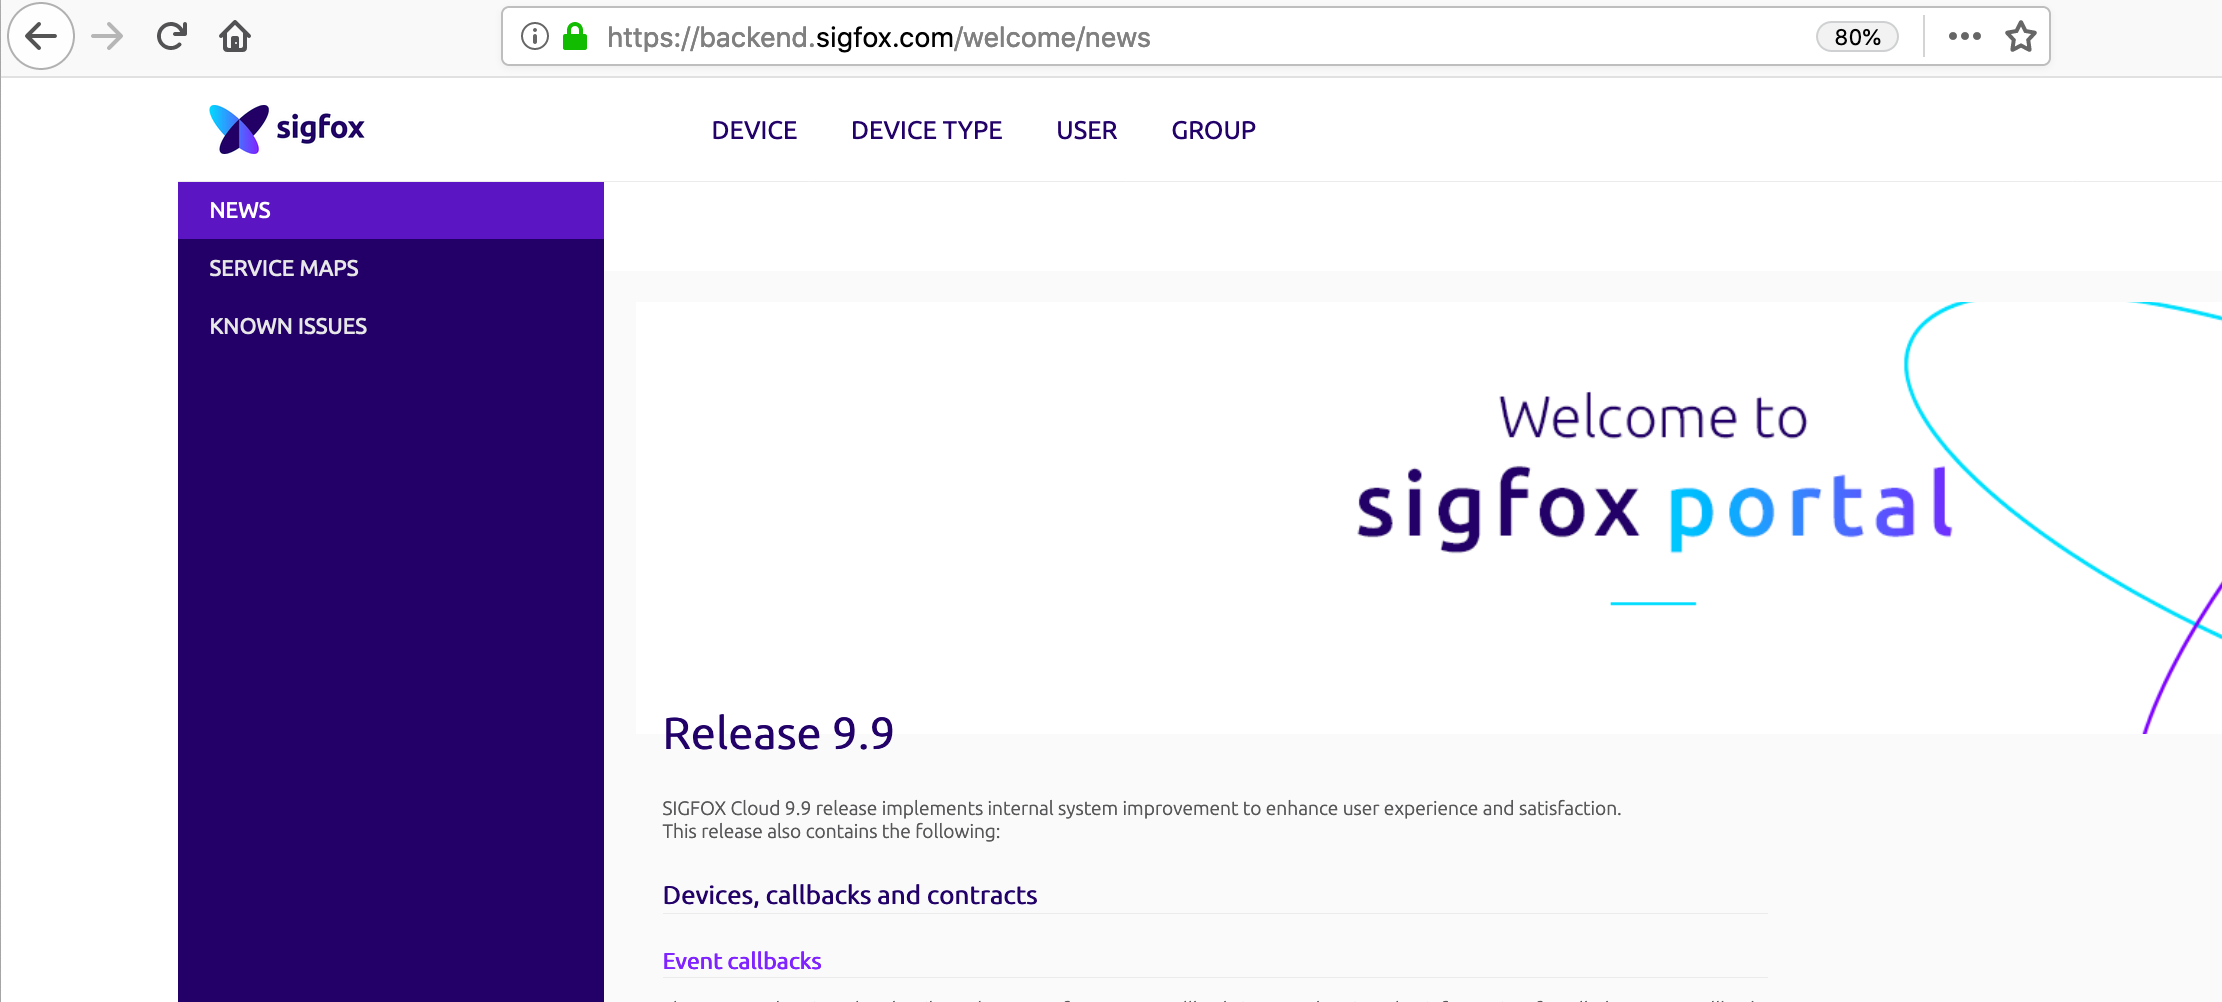 https://backend.sigfox.com/welcome/news
80%
sigfox
DEVICE DEVICE TYPE USER GROUP
NEWS
SERVICE MAPS
KNOWN ISSUES
Welcome to
sigfox portal
Release 9.9
SIGFOX Cloud 9.9 release implements internal system improvement to enhance user experience and satisfaction.
This release also contains the following:
Devices, callbacks and contracts
Event callbacks